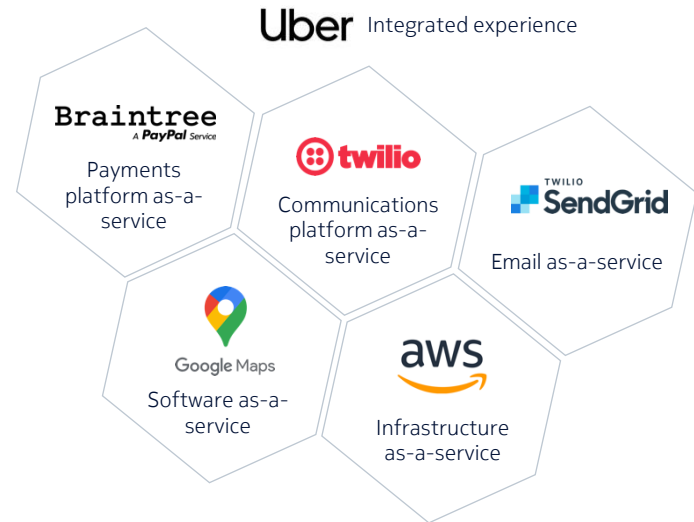 Uber Integrated experience
Braintree
A PayPal Service
Payments
platform as-a-
service
twilio
Communications
platform as-a-
service
TWILIO
SendGrid
Email as-a-service
Google Maps
Software as-a-
service
aws
Infrastructure
as-a-service